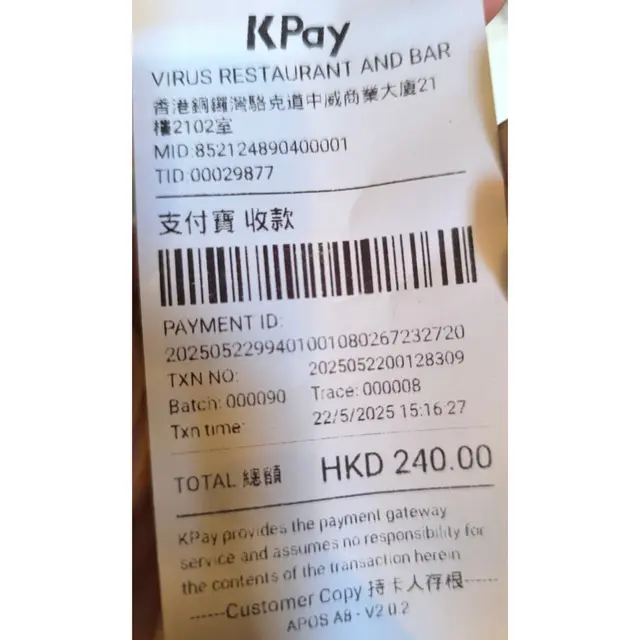 KPay
VIRUS RESTAURANT AND BAR
香港銅鑼灣駱克道中威商業大廈21
樓2102室
MID:852124890400001
TID:00029877
支付寶 收款
PAYMENT ID:
20250522994010010802672​32720
TXN NO: 2025052200128309
Batch: 000090 Trace: 000008
Txn time: 22/5/2025 15:16:27
TOTAL 總額 HKD 240.00
KPay provides the payment gateway
service and assumes no responsibility for
the contents of the transaction herein
------Customer Copy 持卡人存根------
APOS A8 - V2.0.2